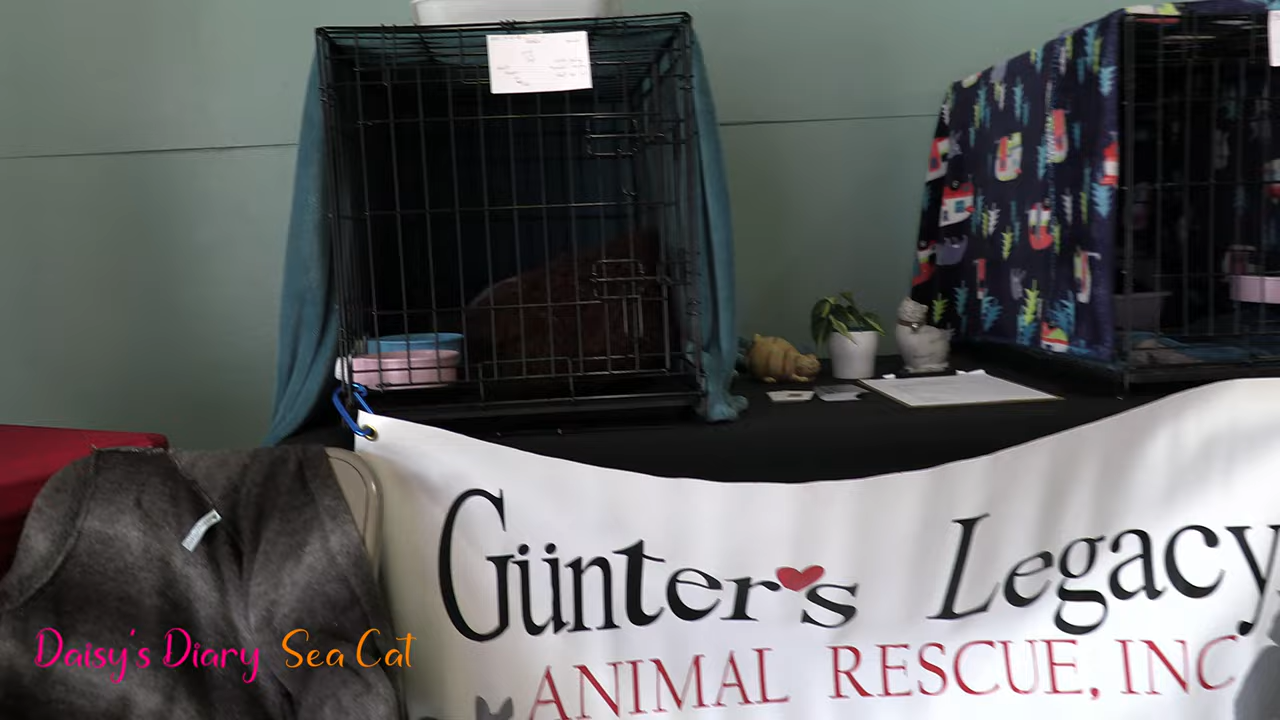 Günter's Legacy
ANIMAL RESCUE, INC
Daisy's Diary Sea Cat